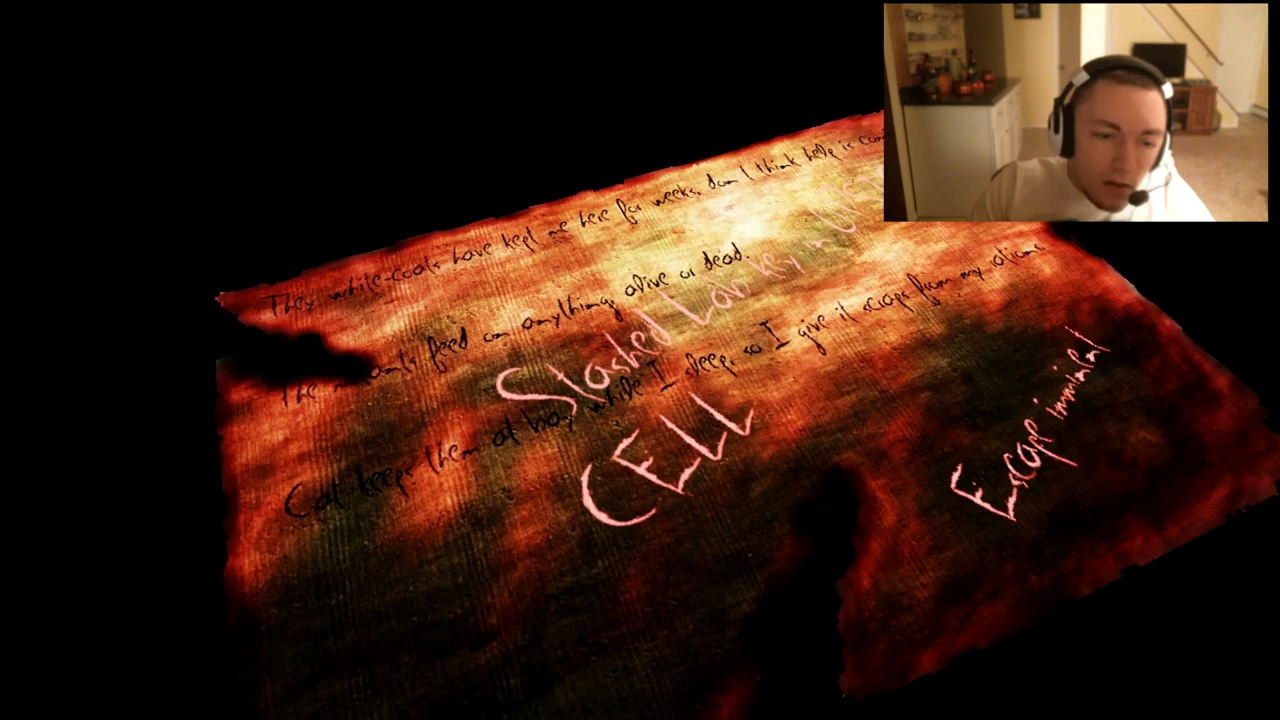 They white-coats have kept me here for weeks. don't think help is
The feed on anything, alive or dead.
Cat keeps them at bay while I sleep. so I give it scraps from my rations
Stashed Lab key in
CELL
Escape iminint